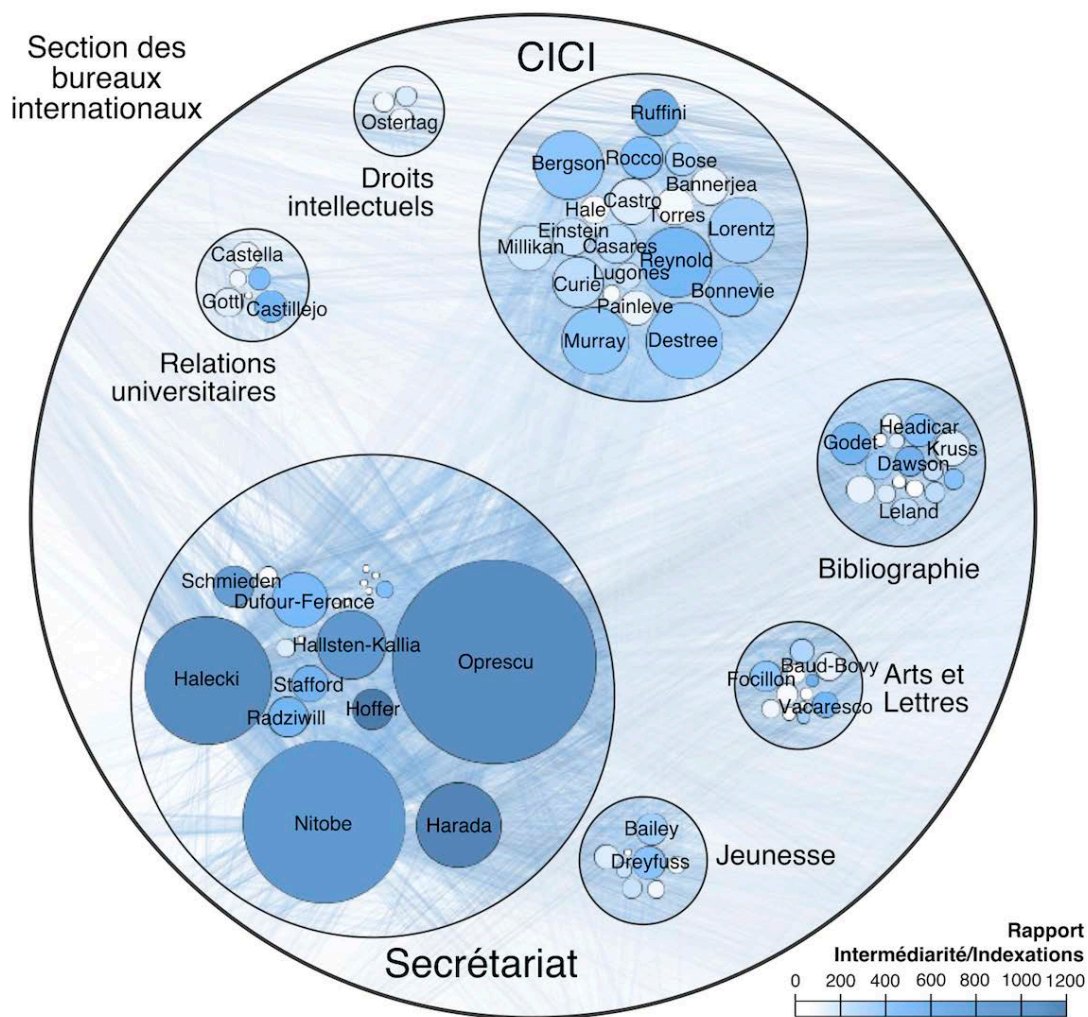 Section des
bureaux
internationaux
CICI
Ostertag
Droits
intellectuels
Ruffini
Bergson
Rocco
Bose
Bannerjea
Castro
Hale
Torres
Einstein
Lorentz
Millikan
Casares
Reynold
Lugones
Curie
Bonnevie
Painleve
Murray
Destree
Castella
Gottl
Castillejo
Relations
universitaires
Headicar
Godet
Kruss
Dawson
Leland
Bibliographie
Schmieden
Dufour-Feronce
Hallsten-Kallia
Oprescu
Halecki
Stafford
Hoffer
Radziwill
Nitobe
Harada
Secrétariat
Baud-Bovy
Focillon
Vacaresco
Arts et
Lettres
Bailey
Dreyfuss
Jeunesse
Rapport
Intermédiarité/Indexations
0 200 400 600 800 1000 1200